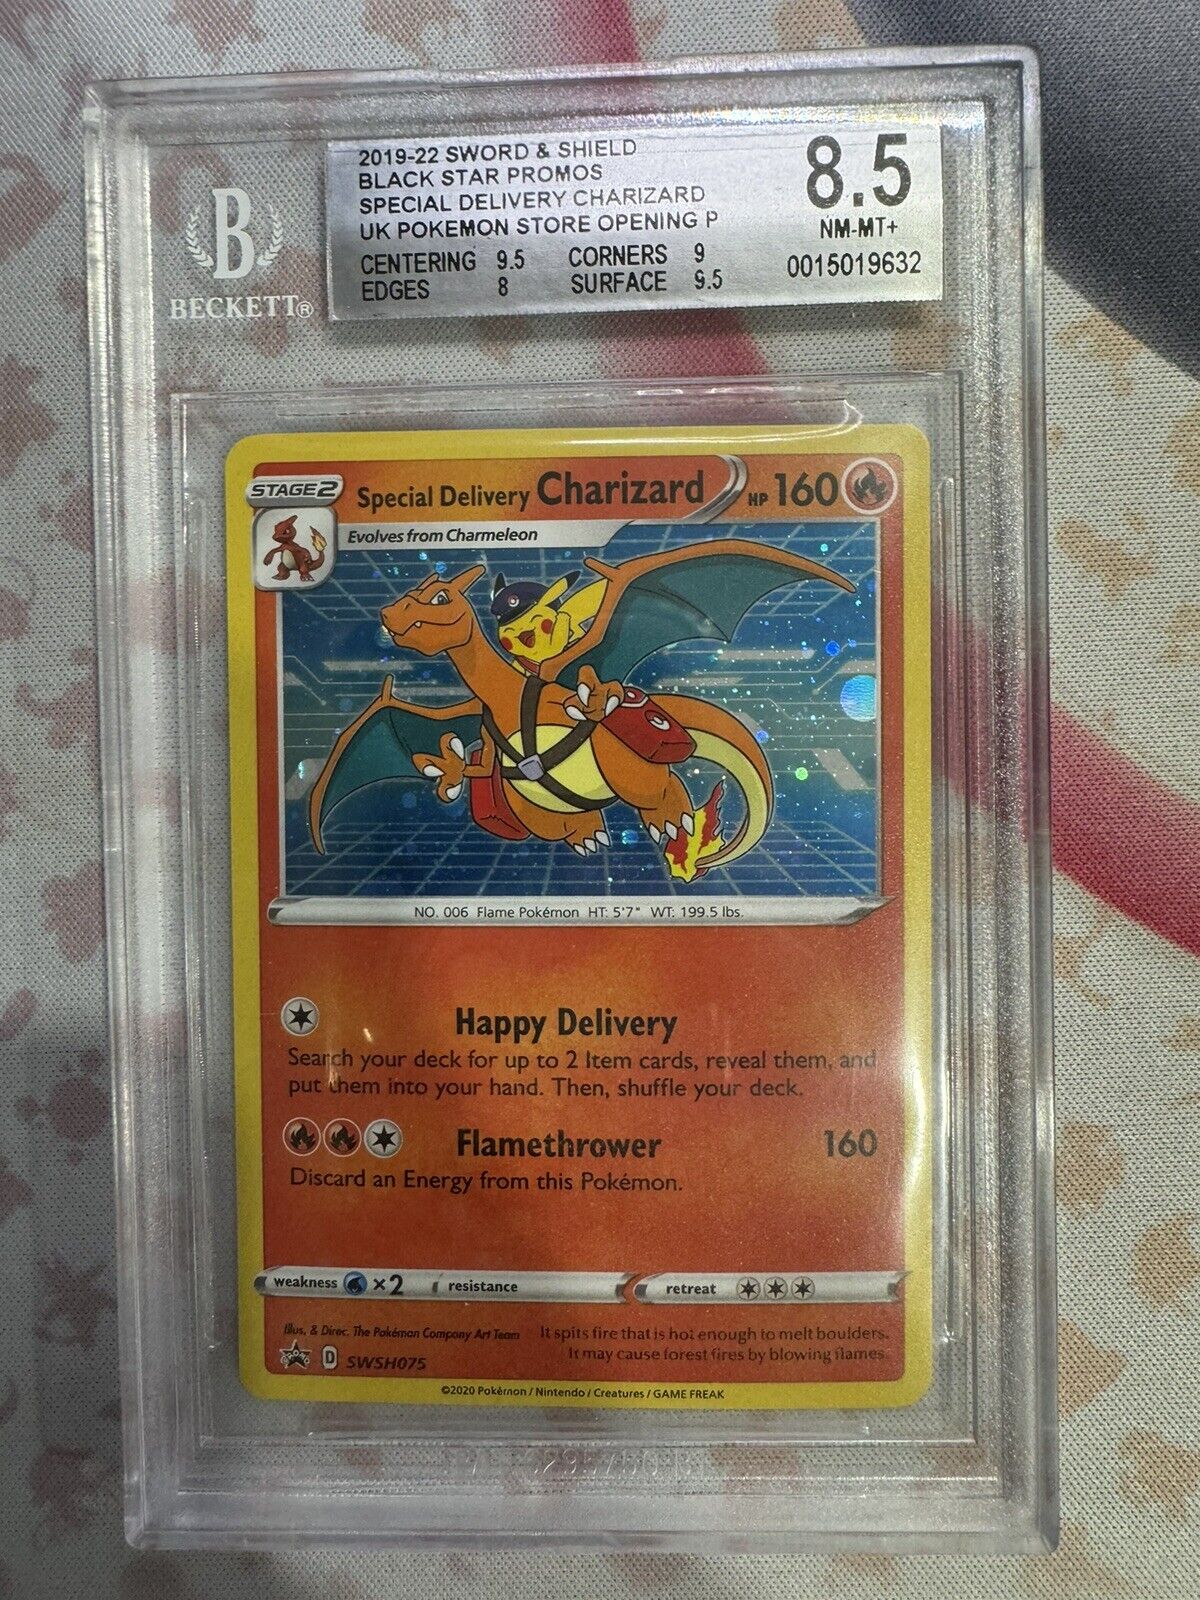 2019-22 SWORD & SHIELD
BLACK STAR PROMOS
SPECIAL DELIVERY CHARIZARD
UK POKEMON STORE OPENING P
8.5
NM-MT+
CENTERING 9.5 CORNERS 9
EDGES 8 SURFACE 9.5
0015019632
B
BECKETT®
STAGE 2 Special Delivery Charizard HP 160
Evolves from Charmeleon
NO. 006 Flame Pokémon HT: 5'7" WT: 199.5 lbs.
Happy Delivery
Search your deck for up to 2 Item cards, reveal them, and
put them into your hand. Then, shuffle your deck.
Flamethrower 160
Discard an Energy from this Pokémon.
weakness ×2 resistance retreat
Illus. & Direc. The Pokémon Company Art Team
It spits fire that is hot enough to melt boulders.
It may cause forest fires by blowing flames.
PROMO D SWSH075
©2020 Pokémon / Nintendo / Creatures / GAME FREAK